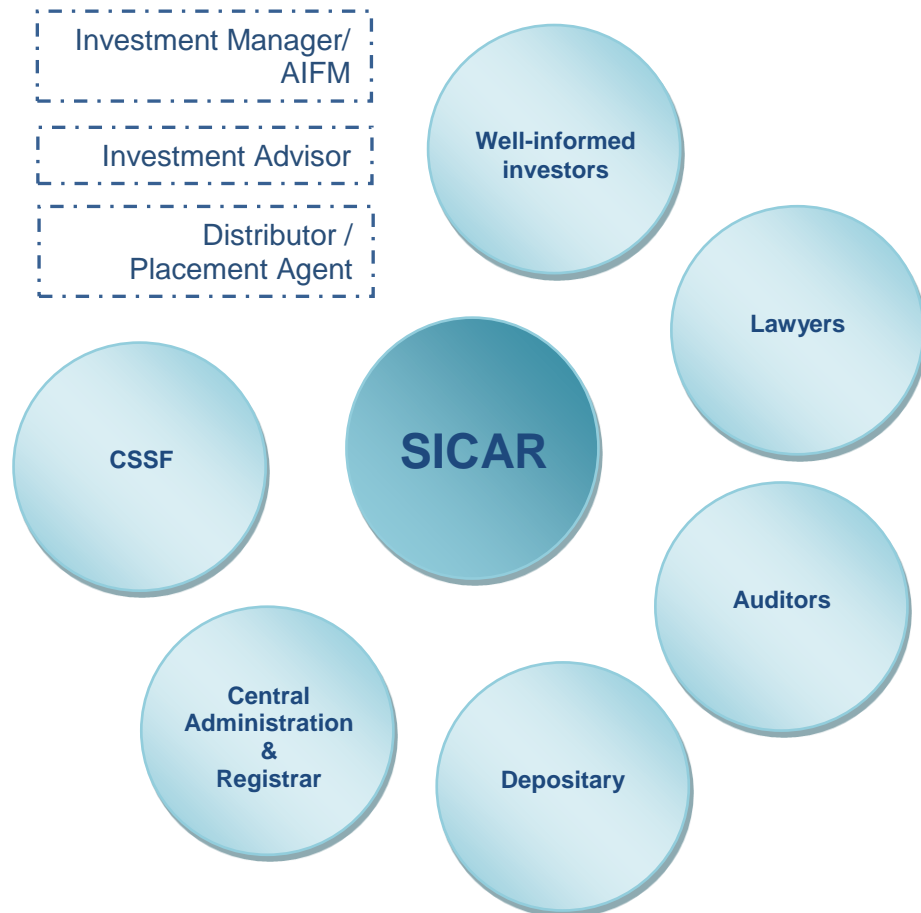 Investment Manager/
AIFM
Investment Advisor
Distributor /
Placement Agent
Well-informed
investors
Lawyers
SICAR
CSSF
Auditors
Central
Administration
&
Registrar
Depositary